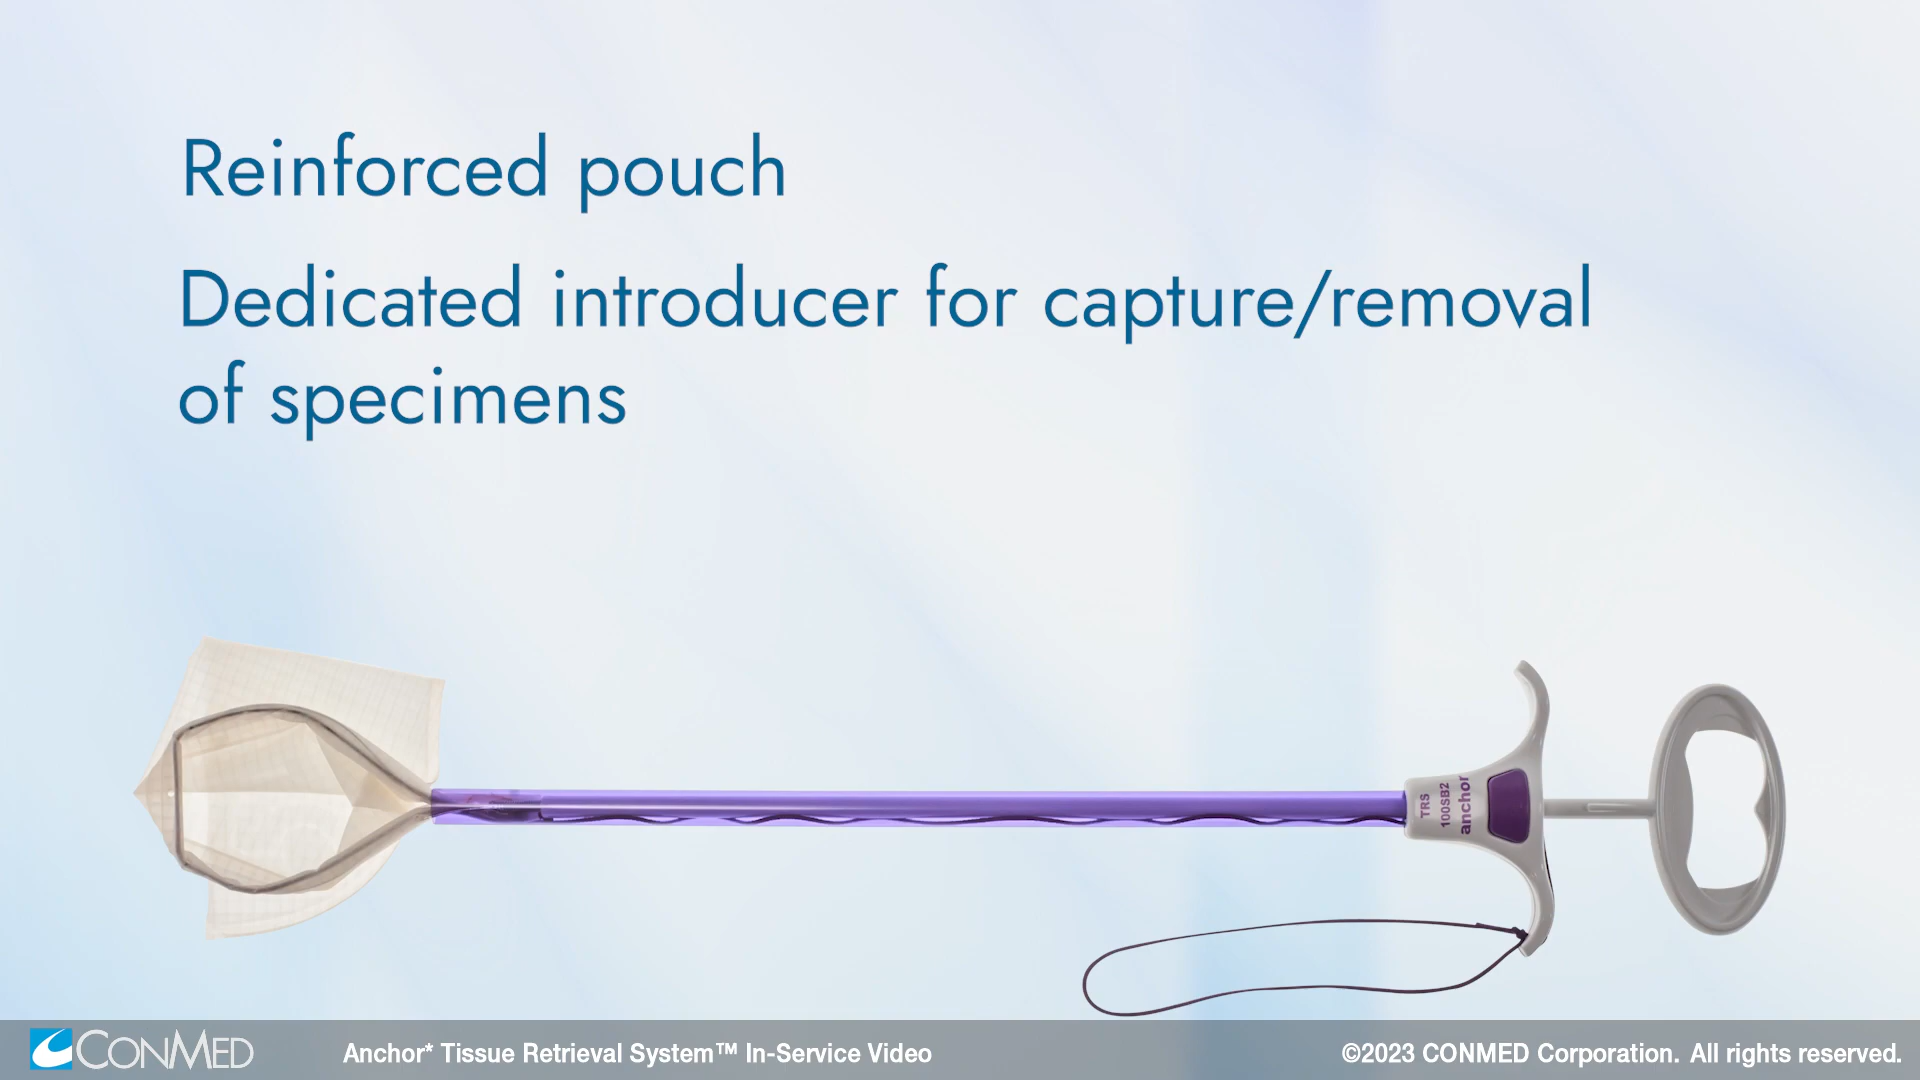 Reinforced pouch
Dedicated introducer for capture/removal
of specimens
TRS
100SB2
anchor
CONMED
Anchor* Tissue Retrieval System™ In-Service Video
©2023 CONMED Corporation. All rights reserved.